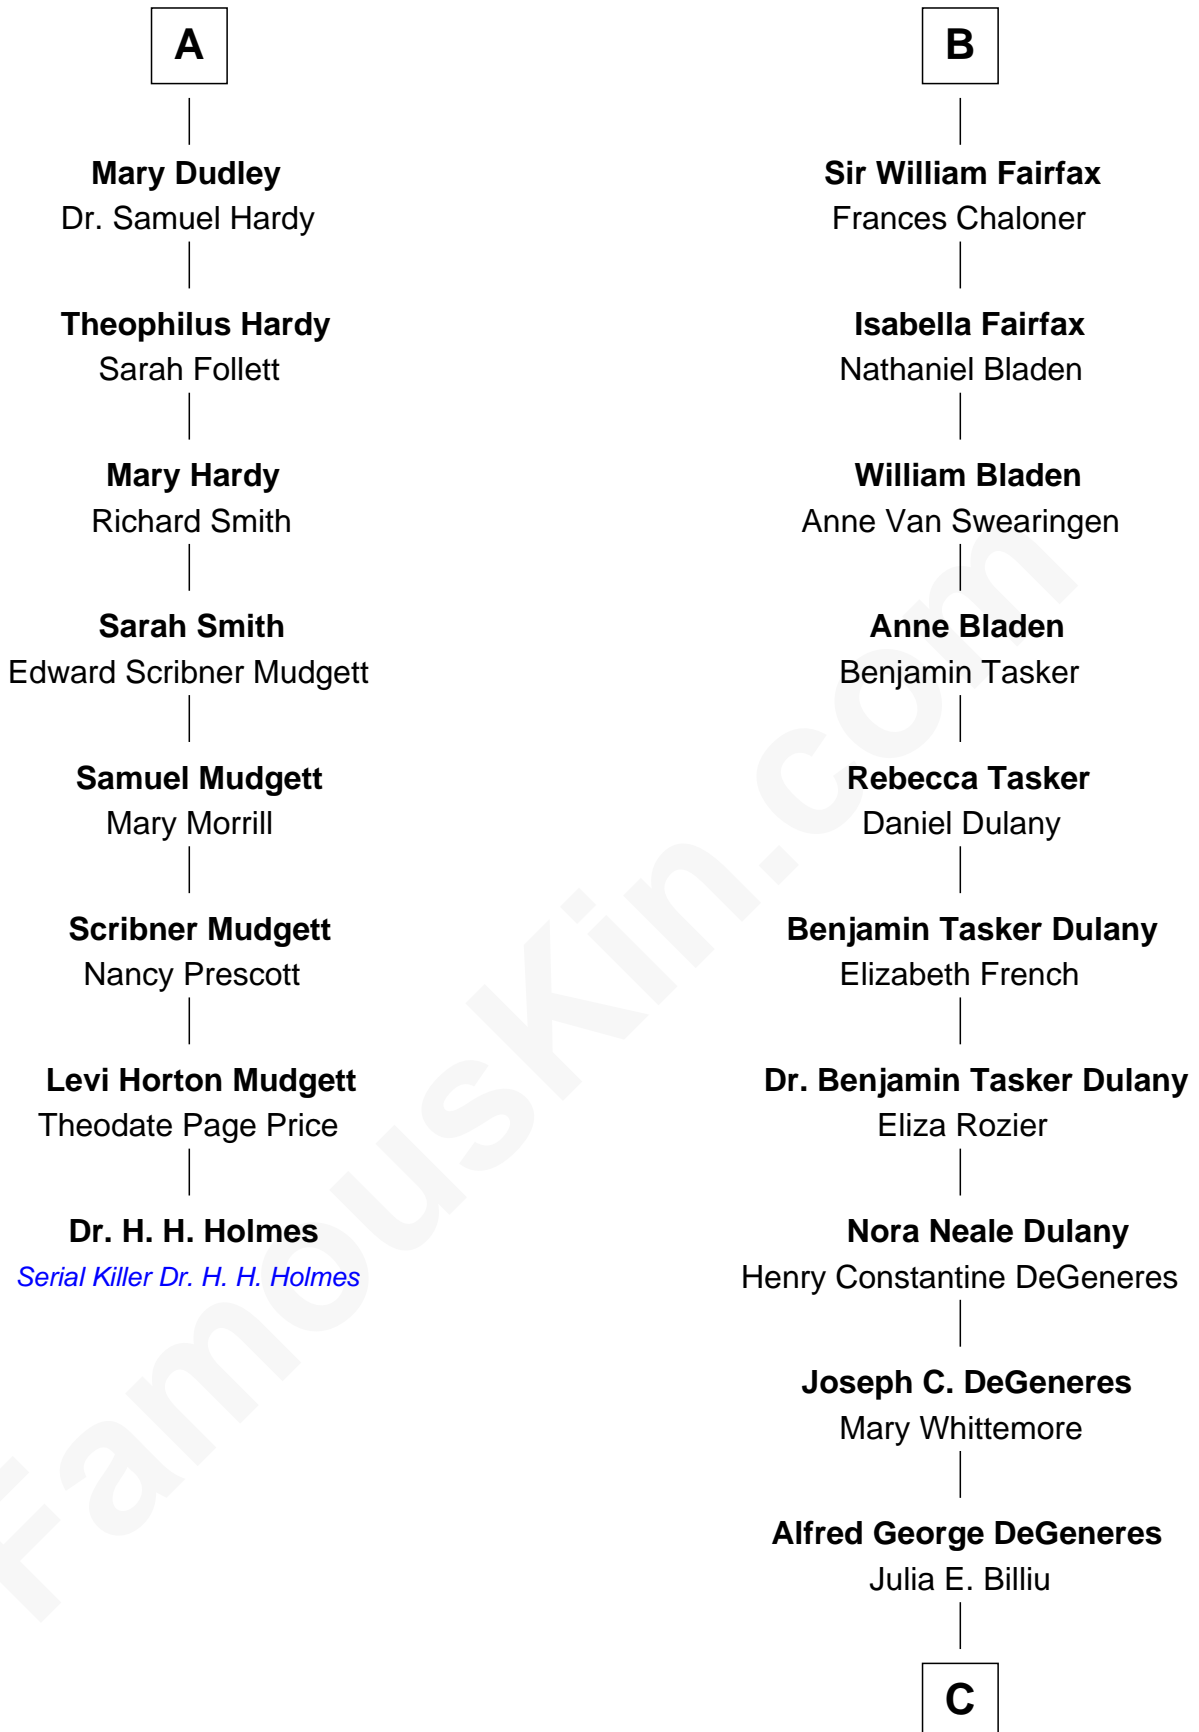 A
Mary Dudley
Dr. Samuel Hardy
Theophilus Hardy
Sarah Follett
Mary Hardy
Richard Smith
Sarah Smith
Edward Scribner Mudgett
Samuel Mudgett
Mary Morrill
Scribner Mudgett
Nancy Prescott
Levi Horton Mudgett
Theodate Page Price
Dr. H. H. Holmes
Serial Killer Dr. H. H. Holmes
B
Sir William Fairfax
Frances Chaloner
Isabella Fairfax
Nathaniel Bladen
William Bladen
Anne Van Swearingen
Anne Bladen
Benjamin Tasker
Rebecca Tasker
Daniel Dulany
Benjamin Tasker Dulany
Elizabeth French
Dr. Benjamin Tasker Dulany
Eliza Rozier
Nora Neale Dulany
Henry Constantine DeGeneres
Joseph C. DeGeneres
Mary Whittemore
Alfred George DeGeneres
Julia E. Billiu
C
FamousKin.com